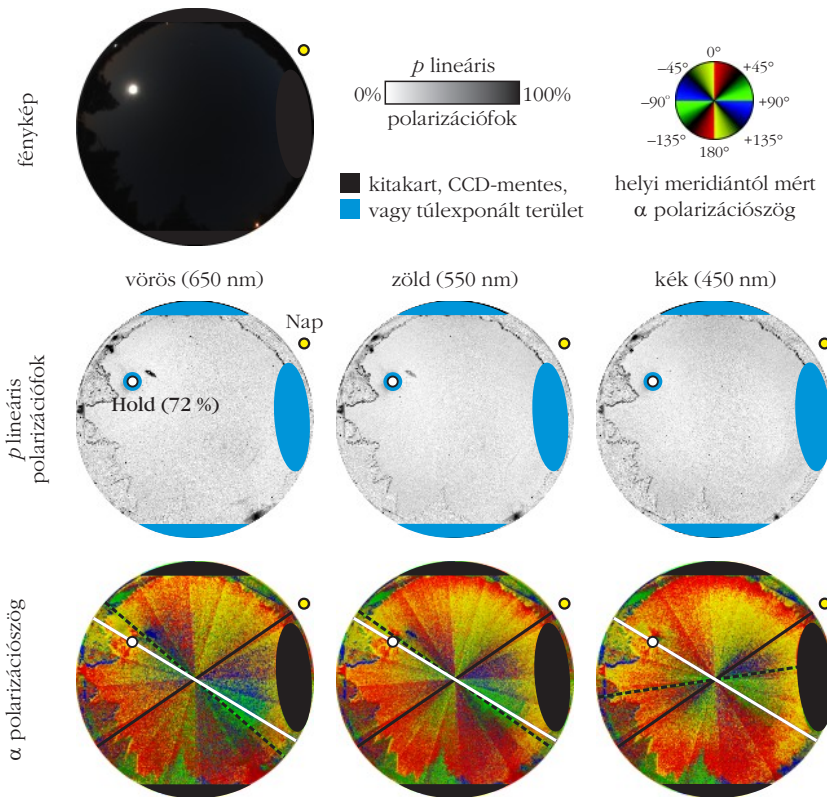 fénykép
p lineáris
0% 100%
polarizációfok
kitakart, CCD-mentes,
vagy túlexponált terület
0°
−45° +45°
−90° +90°
−135° +135°
180°
helyi meridiántól mért
α polarizációszög
vörös (650 nm) zöld (550 nm) kék (450 nm)
p lineáris
polarizációfok
Nap
Hold (72 %)
α polarizációszög